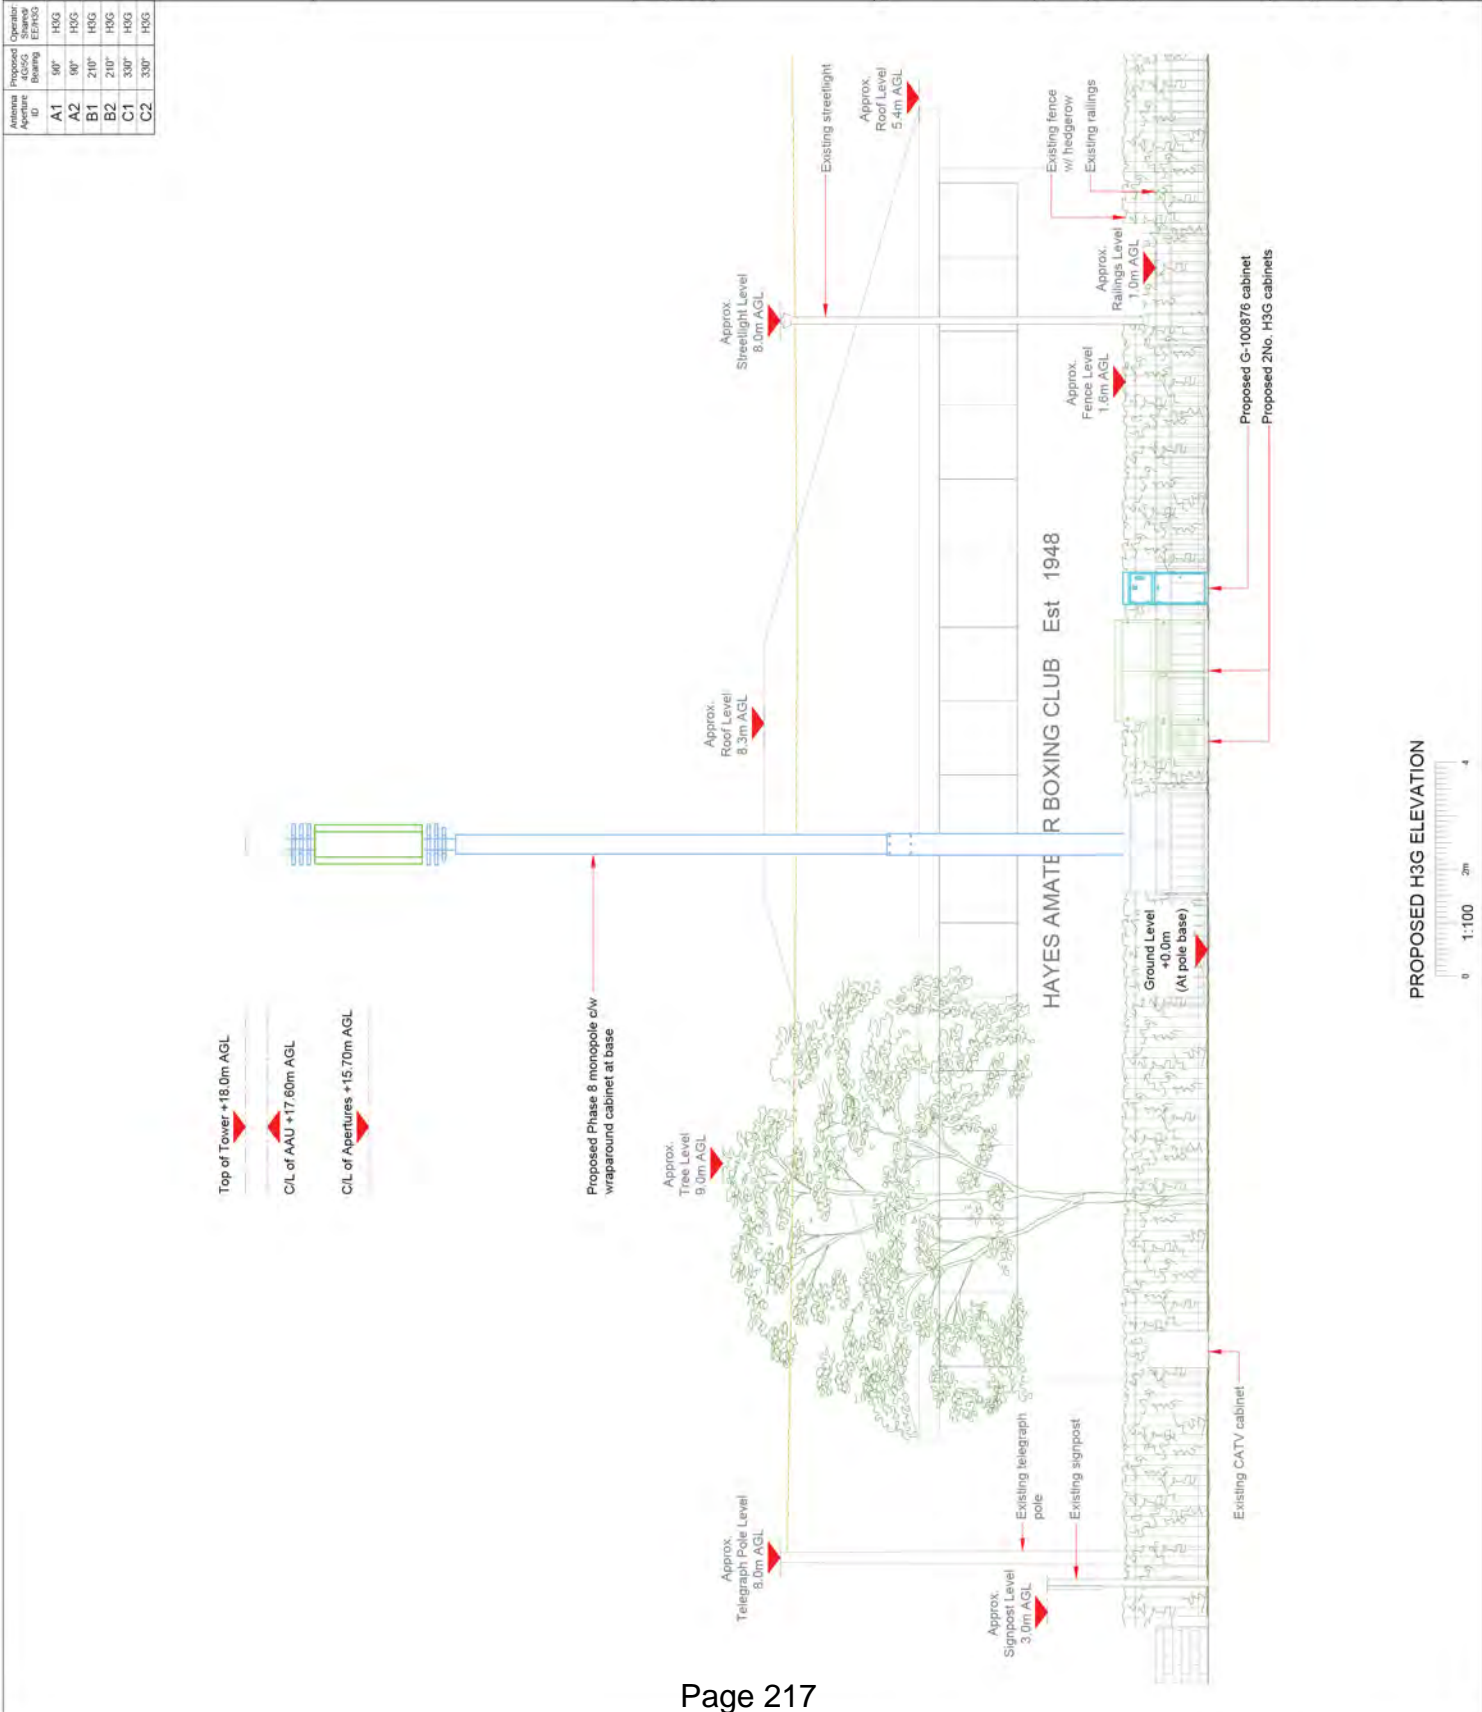 Antenna Aperture ID	Proposed 4G/5G Bearing	Operator: Shared/ EE/H3G
A1	90°	H3G
A2	90°	H3G
B1	210°	H3G
B2	210°	H3G
C1	330°	H3G
C2	330°	H3G
Top of Tower +18.0m AGL
C/L of AAU +17.60m AGL
C/L of Apertures +15.70m AGL
Proposed Phase 8 monopole c/w
wraparound cabinet at base
Approx.
Tree Level
9.0m AGL
Approx.
Roof Level
8.3m AGL
Approx.
Streetlight Level
8.0m AGL
Existing streetlight
Approx.
Roof Level
5.4m AGL
Approx.
Telegraph Pole Level
8.0m AGL
Approx.
Signpost Level
3.0m AGL
Existing telegraph
pole
Existing signpost
HAYES AMATE R BOXING CLUB Est 1948
Existing fence
w/ hedgerow
Existing railings
Approx.
Railings Level
1.0m AGL
Approx.
Fence Level
1.6m AGL
Ground Level
+0.0m
(At pole base)
Existing CATV cabinet
Proposed G-100876 cabinet
Proposed 2No. H3G cabinets
PROPOSED H3G ELEVATION
0 2m 4
1:100
Page 217